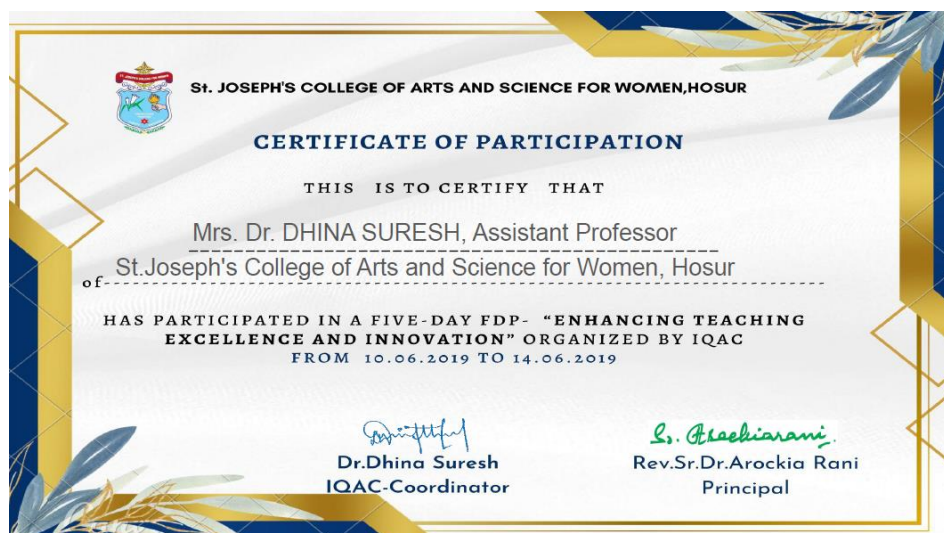 St. JOSEPH'S COLLEGE OF ARTS AND SCIENCE FOR WOMEN,HOSUR
CERTIFICATE OF PARTICIPATION
THIS IS TO CERTIFY THAT
Mrs. Dr. DHINA SURESH, Assistant Professor
of St.Joseph's College of Arts and Science for Women, Hosur
HAS PARTICIPATED IN A FIVE-DAY FDP- “ENHANCING TEACHING
EXCELLENCE AND INNOVATION” ORGANIZED BY IQAC
FROM 10.06.2019 TO 14.06.2019
Dr.Dhina Suresh
IQAC-Coordinator
Sr. Arockiarani
Rev.Sr.Dr.Arockia Rani
Principal